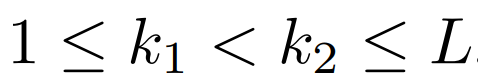 1 ≤ k₁ < k₂ ≤ L.